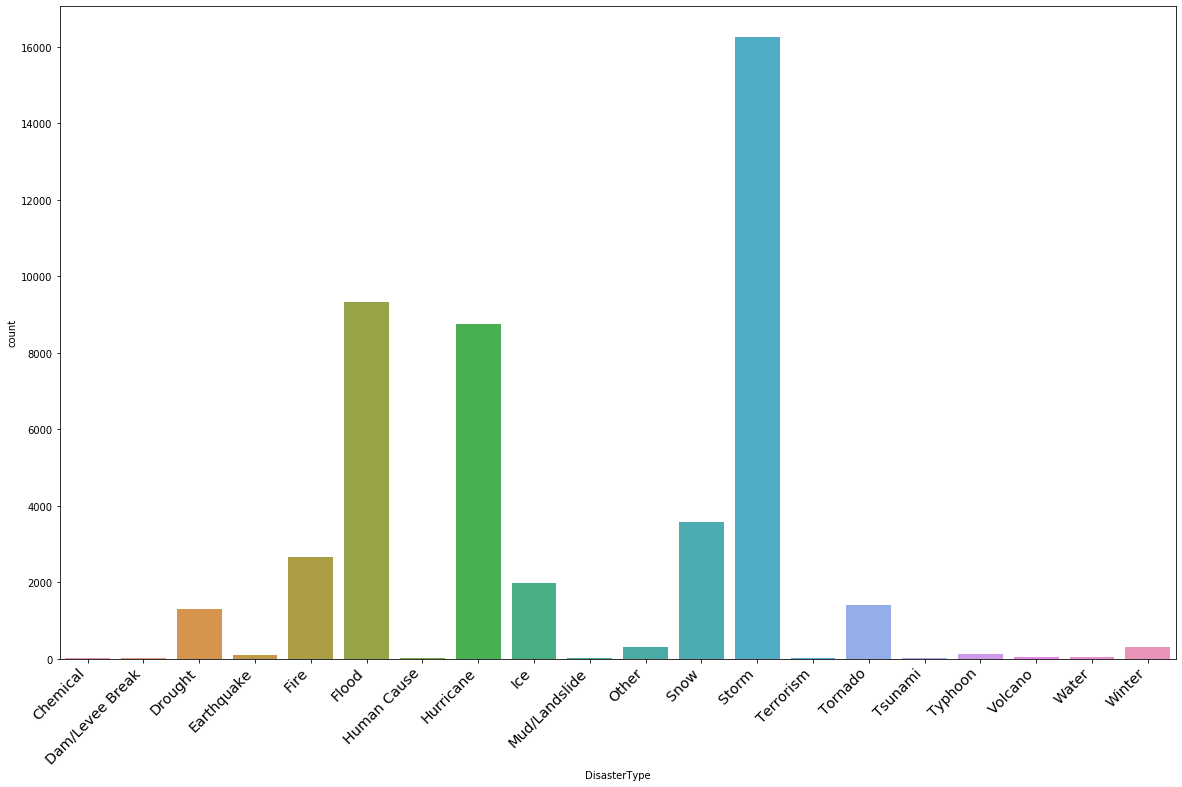 16000
14000
12000
10000
8000
6000
4000
2000
0
count
Chemical
Dam/Levee Break
Drought
Earthquake
Fire
Flood
Human Cause
Hurricane
Ice
Mud/Landslide
Other
Snow
Storm
Terrorism
Tornado
Tsunami
Typhoon
Volcano
Water
Winter
DisasterType